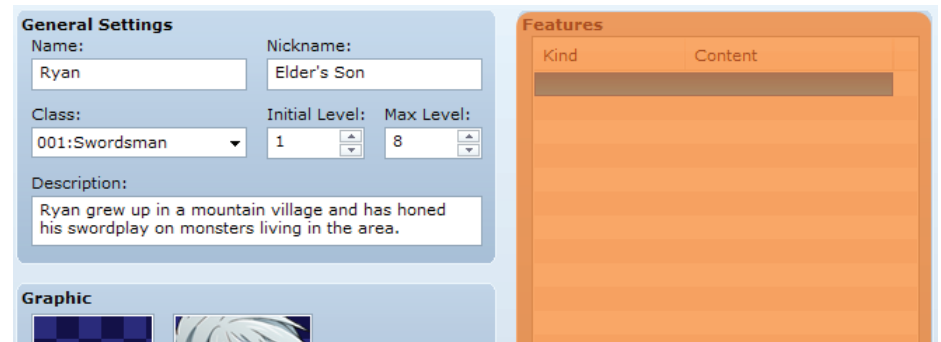 General Settings
Name:
Nickname:
Ryan
Elder's Son
Class:
Initial Level:
Max Level:
001:Swordsman
1
8
Description:
Ryan grew up in a mountain village and has honed
his swordplay on monsters living in the area.
Graphic
Features
Kind
Content